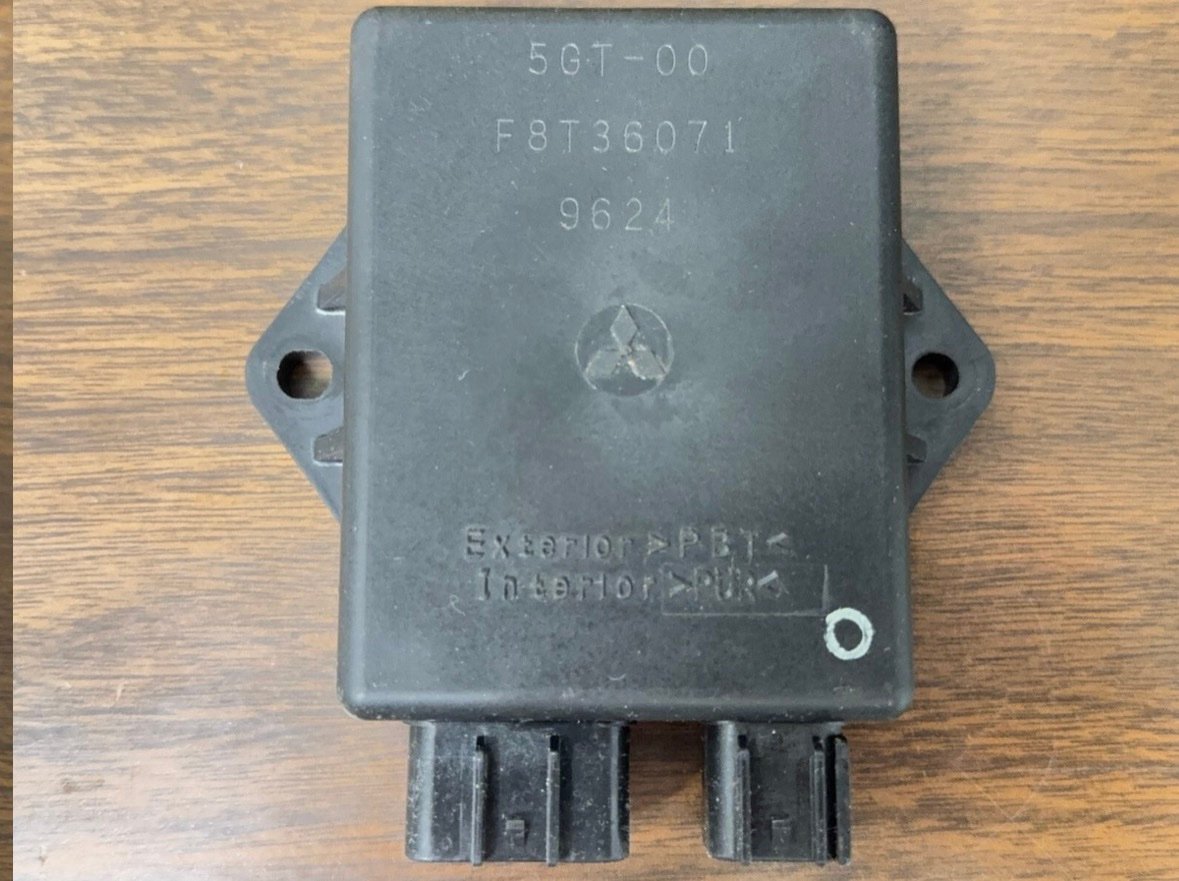 5GT-00
F8T36071
9624
Exterior >PBT<
Interior >PUR<